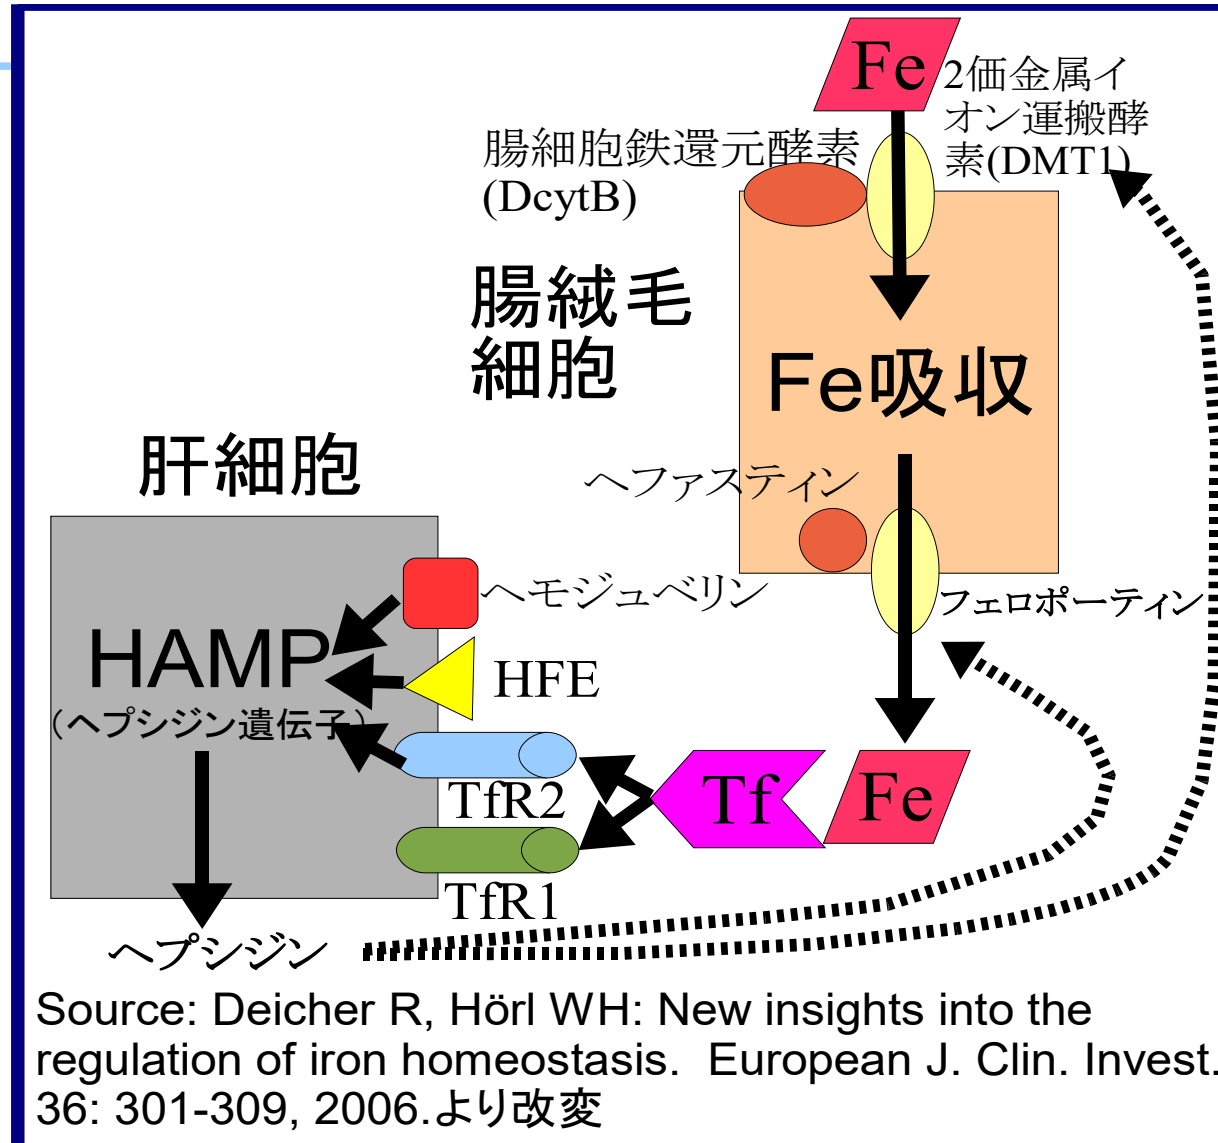 Fe
2価金属イ
オン運搬酵
素(DMT1)
腸細胞鉄還元酵素
(DcytB)
腸絨毛
細胞
Fe吸収
ヘファスティン
フェロポーティン
肝細胞
ヘモジュベリン
HAMP
(ヘプシジン遺伝子)
HFE
TfR2
Tf
Fe
TfR1
ヘプシジン
Source: Deicher R, Hörl WH: New insights into the
regulation of iron homeostasis.  European J. Clin. Invest.
36: 301-309, 2006.より改変